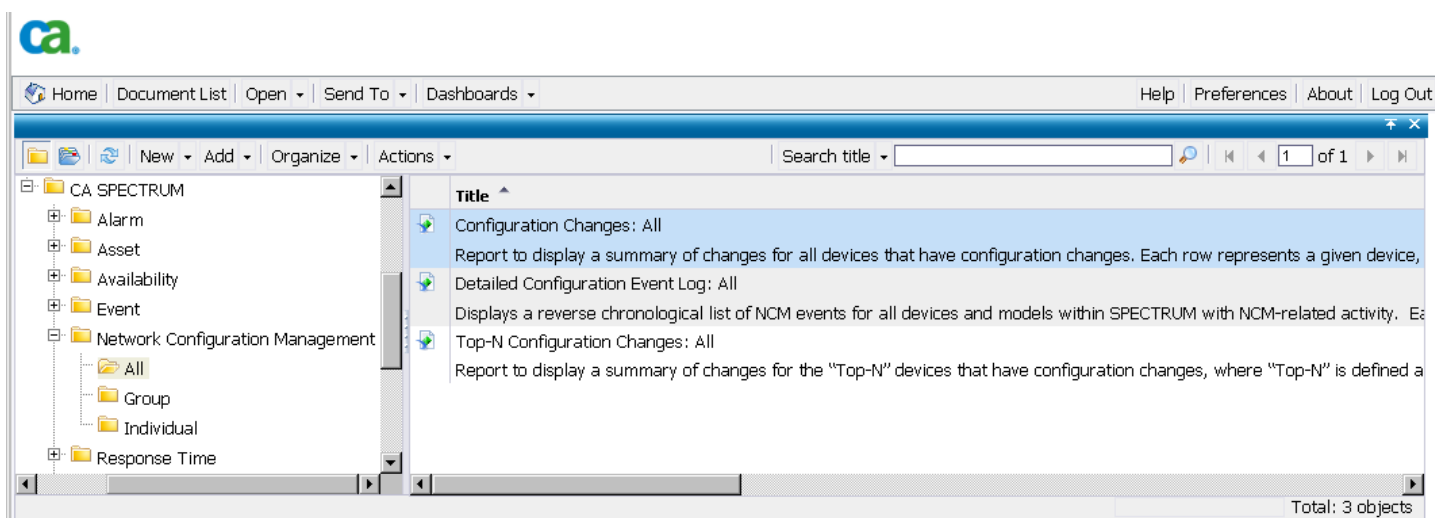 ca.
Home Document List Open Send To Dashboards Help Preferences About Log Out
New Add Organize Actions Search title 1 of 1
CA SPECTRUM
Alarm
Asset
Availability
Event
Network Configuration Management
All
Group
Individual
Response Time
Title
Configuration Changes: All
Report to display a summary of changes for all devices that have configuration changes. Each row represents a given device,
Detailed Configuration Event Log: All
Displays a reverse chronological list of NCM events for all devices and models within SPECTRUM with NCM-related activity. Ea
Top-N Configuration Changes: All
Report to display a summary of changes for the “Top-N” devices that have configuration changes, where “Top-N” is defined a
Total: 3 objects